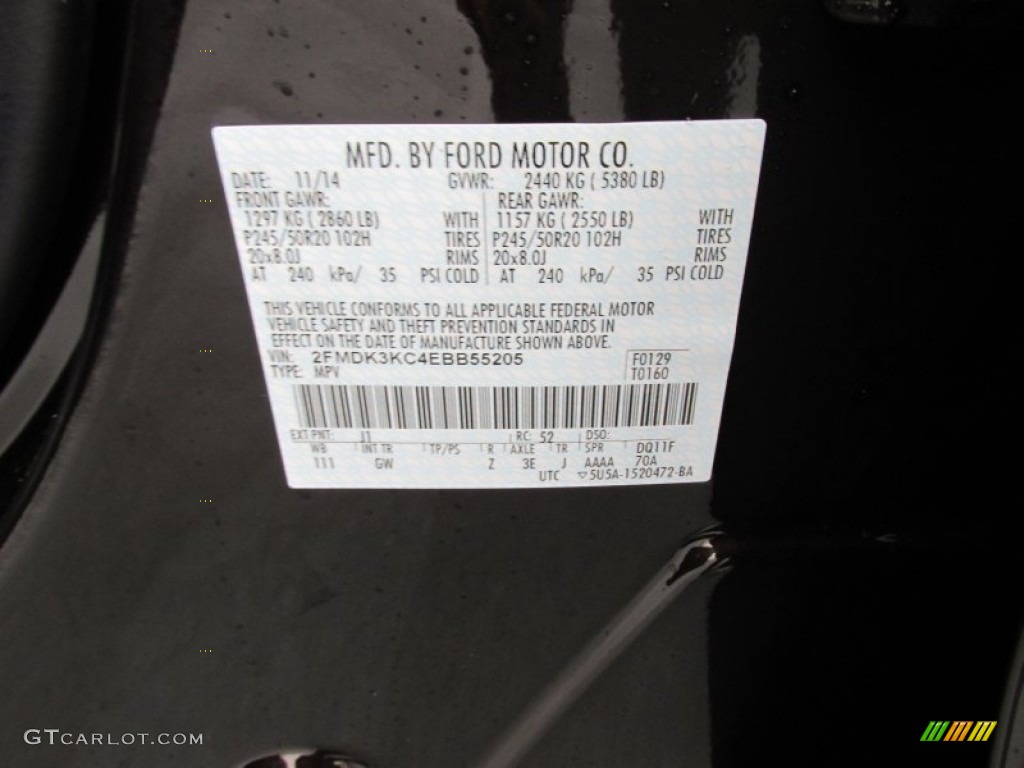 MFD. BY FORD MOTOR CO.
DATE: 11/14 GVWR: 2440 KG ( 5380 LB)
FRONT GAWR: REAR GAWR:
1297 KG ( 2860 LB) WITH 1157 KG ( 2550 LB) WITH
P245/50R20 102H TIRES P245/50R20 102H TIRES
20x8.0J RIMS 20x8.0J RIMS
AT 240 kPa/ 35 PSI COLD AT 240 kPa/ 35 PSI COLD
THIS VEHICLE CONFORMS TO ALL APPLICABLE FEDERAL MOTOR
VEHICLE SAFETY AND THEFT PREVENTION STANDARDS IN
EFFECT ON THE DATE OF MANUFACTURE SHOWN ABOVE.
VIN: 2FMDK3KC4EBB55205 F0129
TYPE: MPV T0160
EXT PNT: J1 RC: 52 DSO:
WB INT TR TP/PS R AXLE TR SPR DQ11F
111 GW Z 3E J AAAA 70A
UTC ▽5U5A-1520472-BA
GTCARLOT.COM